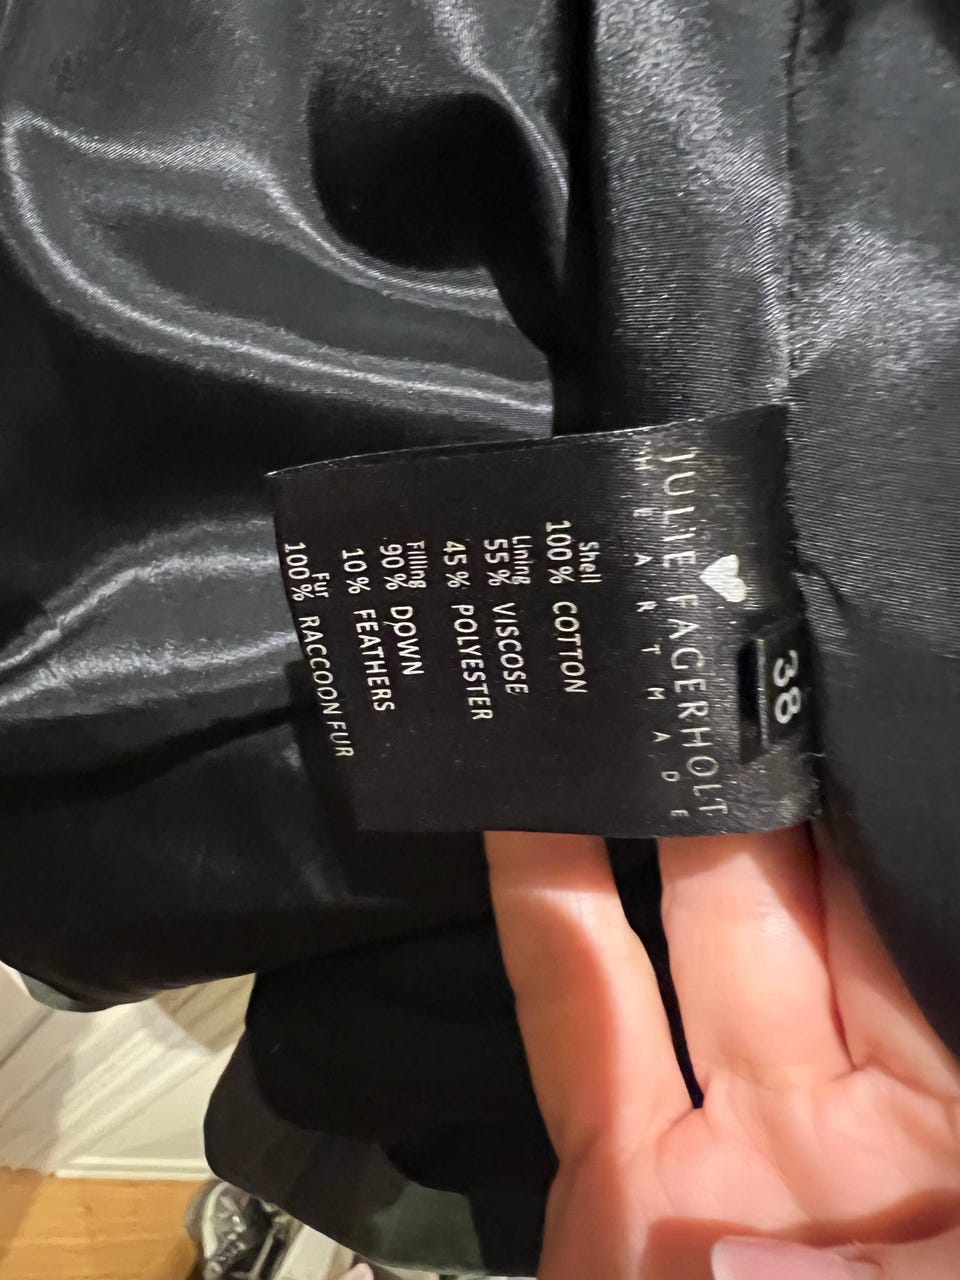 38
JULIE FAGERHOLT
HEARTMADE
Shell
100% COTTON
Lining
55% VISCOSE
45% POLYESTER
Filling
90% DOWN
10% FEATHERS
Fur
100% RACCOON FUR